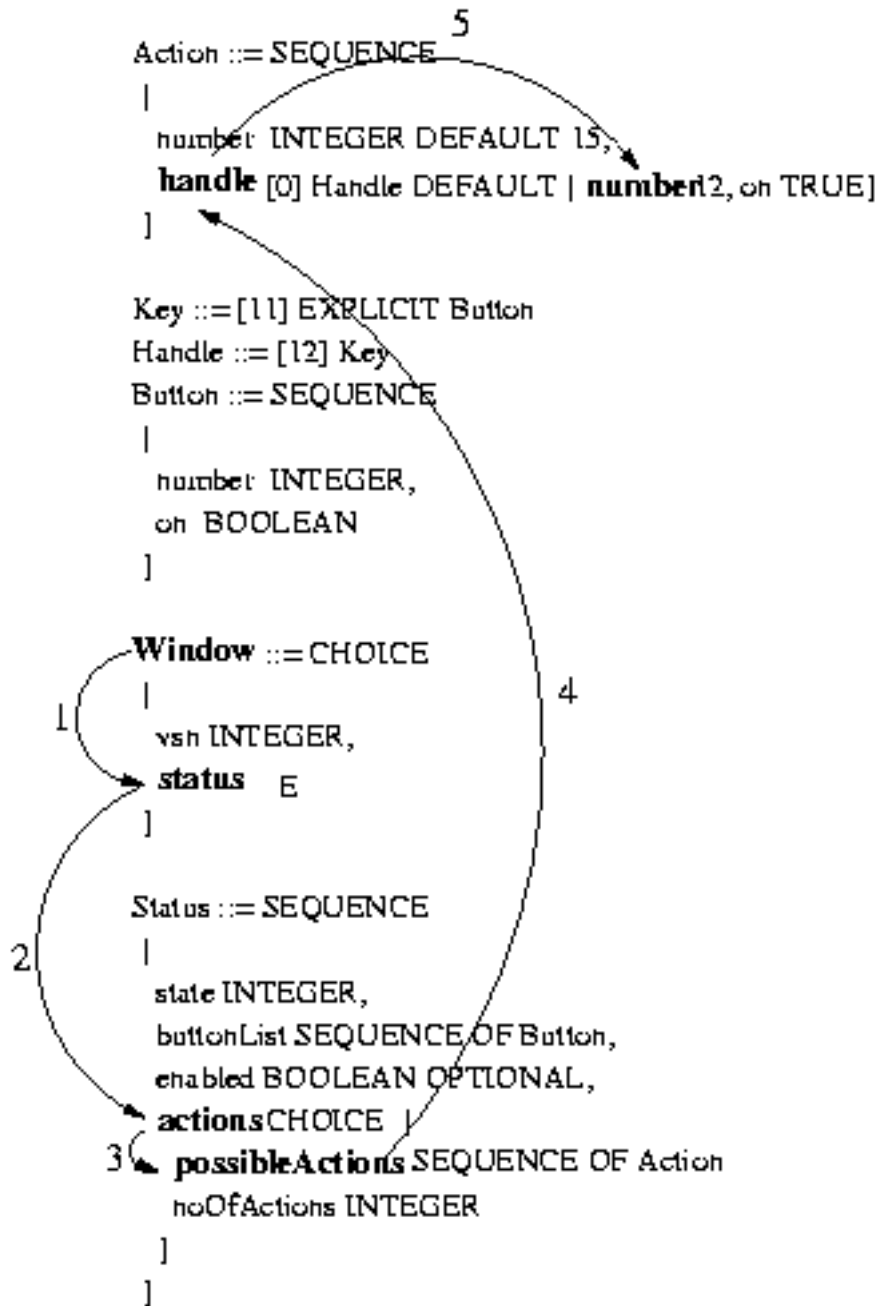 5
Action ::= SEQUENCE
|
number INTEGER DEFAULT 15,
handle [0] Handle DEFAULT | number12, on TRUE]
]
Key ::= [11] EXPLICIT Button
Handle ::= [12] Key
Button ::= SEQUENCE
|
number INTEGER,
on BOOLEAN
]
Window ::= CHOICE
4
|
1
vsn INTEGER,
status E
]
Status ::= SEQUENCE
2
|
state INTEGER,
buttonList SEQUENCE OF Button,
enabled BOOLEAN OPTIONAL,
actions CHOICE |
3
possibleActions SEQUENCE OF Action
noOfActions INTEGER
]
]